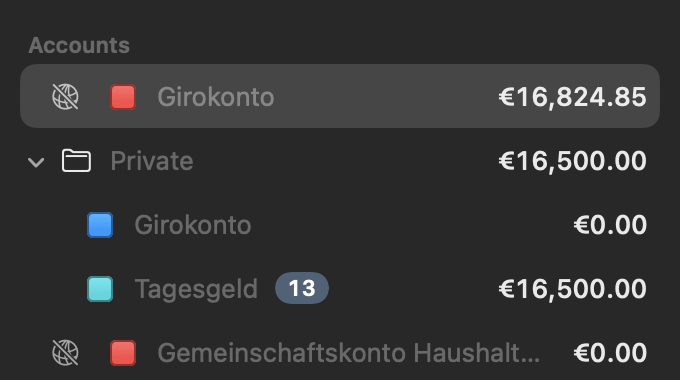 Accounts
Girokonto €16,824.85
Private €16,500.00
Girokonto €0.00
Tagesgeld 13 €16,500.00
Gemeinschaftskonto Haushalt... €0.00